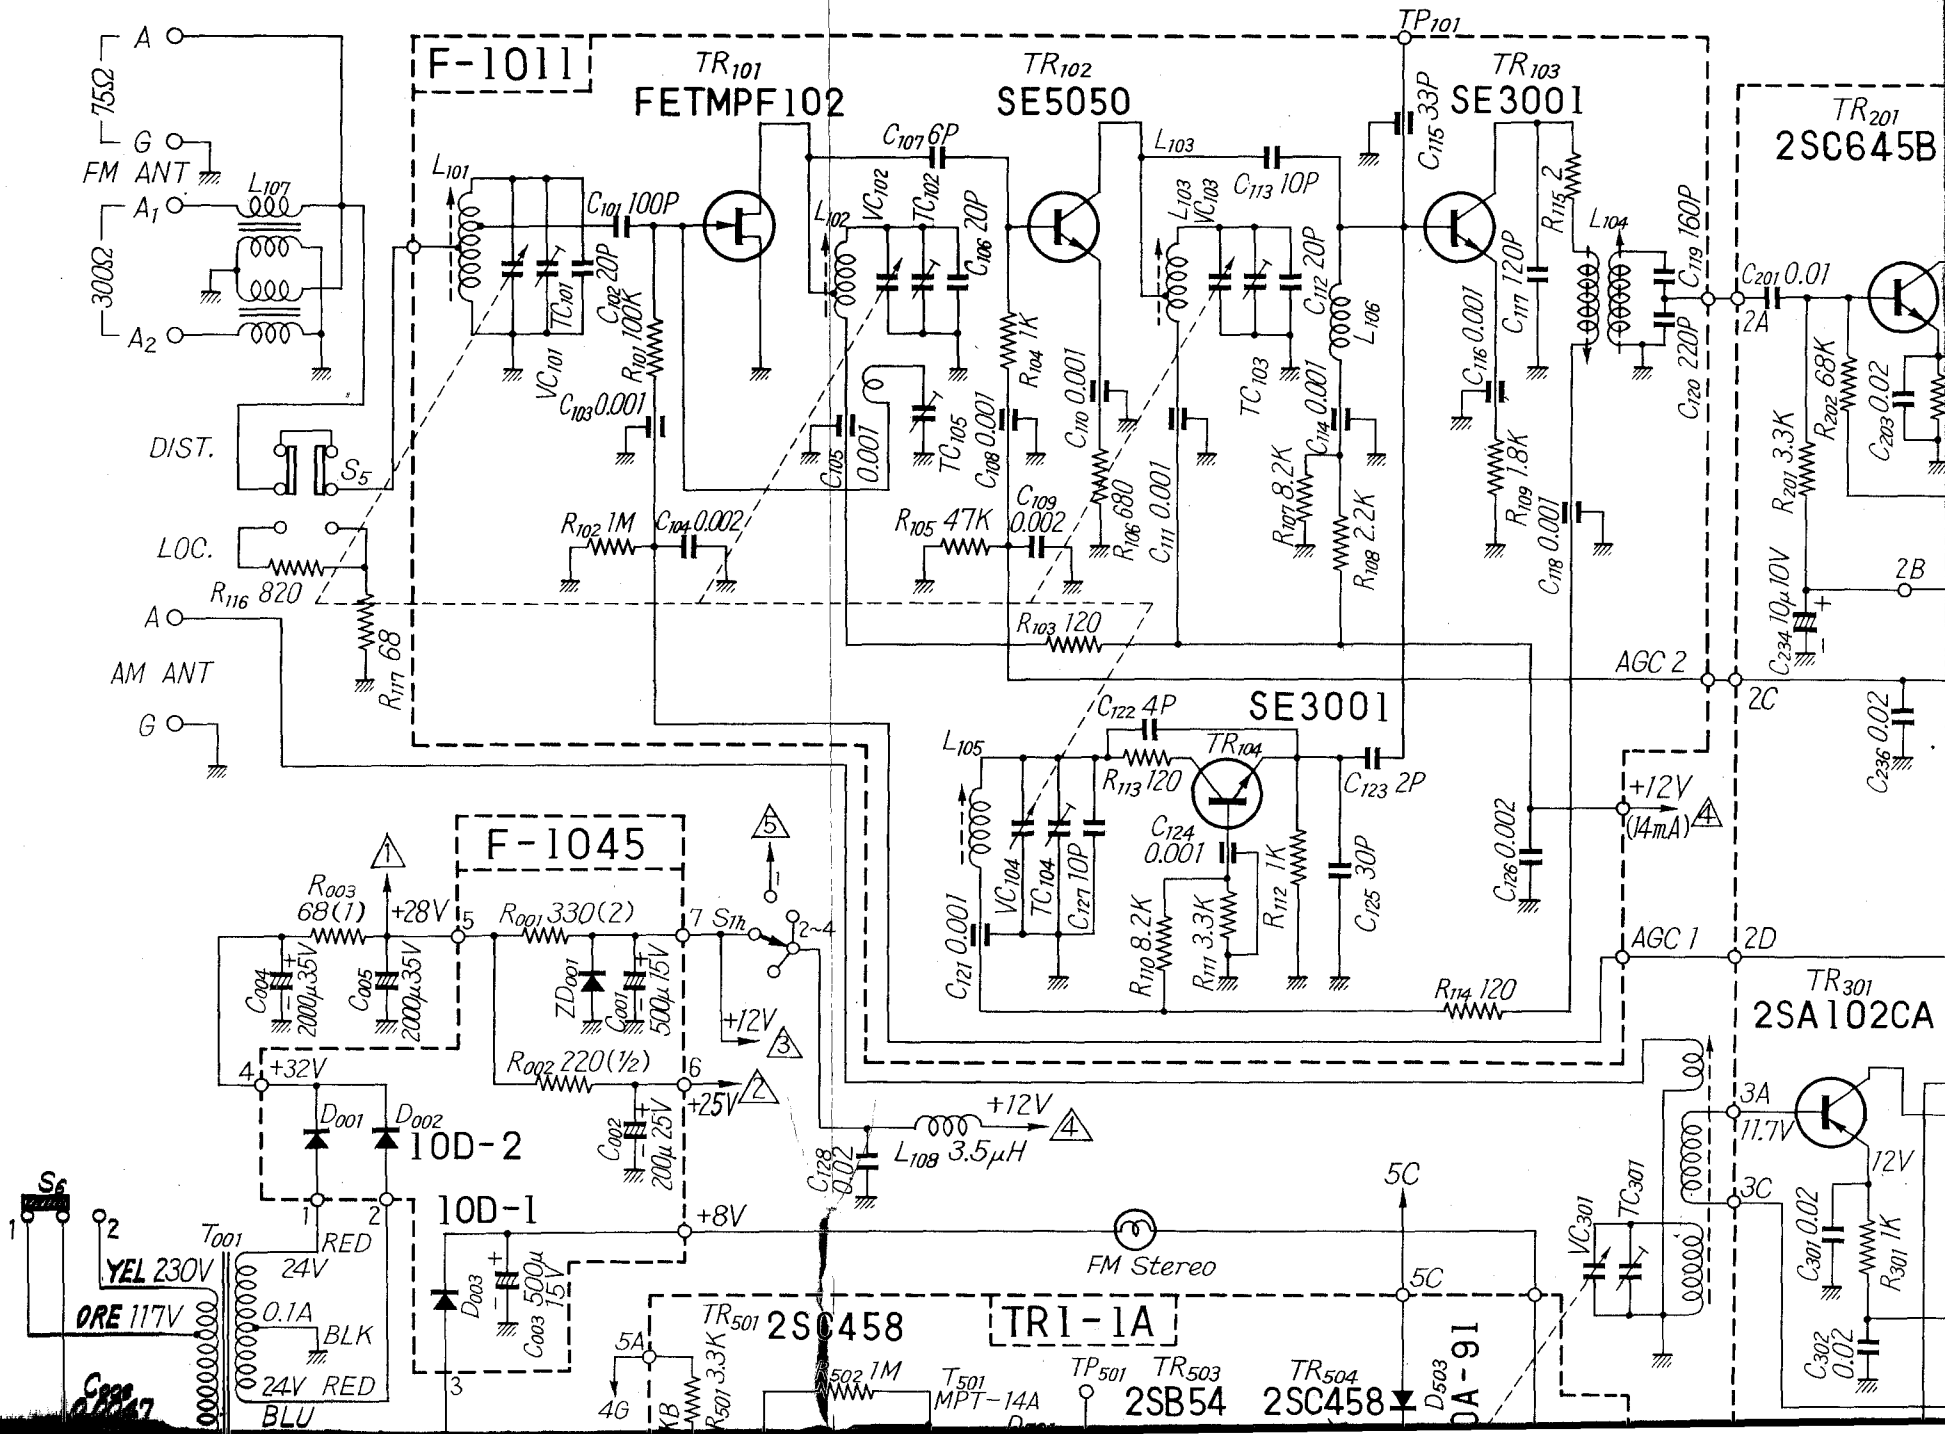 A
75Ω
G
FM ANT
L107
A1
300Ω
A2
DIST.
S5
LOC.
R116 820
R117 68
A
AM ANT
G
F-1011
TR101
FETMPF102
TR102
SE5050
TP101
TR103
SE3001
TR201
2SC645B
L101
C101 100P
VC101
TC101
C102 20P
R101 100K
C103 0.001
R102 1M
C104 0.002
C107 6P
L102
VC102
TC102
C106 20P
R104 1K
C105 0.001
TC105
C108 0.001
R105 47K
C109 0.002
C110 0.001
R106 680
L103
C113 10P
L103
VC103
TC103
C112 20P
L106
C111 0.001
C114 0.001
R107 8.2K
R108 2.2K
C115 33P
C116 0.001
C117 120P
R109 1.8K
R115 2
L104
C119 160P
C120 220P
C118 0.001
C201 0.01
2A
R202 68K
C203 0.02
R201 3.3K
C234 10μ 10V
+
-
2B
R103 120
AGC 2
2C
C236 0.02
C122 4P
SE3001
L105
R113 120
TR104
C123 2P
VC104
TC104
C127 10P
C124
0.001
C121 0.001
R110 8.2K
R111 3.3K
R112 1K
C125 30P
C126 0.002
+12V
(14mA) 4
AGC 1
2D
R114 120
TR301
2SA102CA
F-1045
5
1
R003
68(1)
+28V
5
R001 330(2)
7
S1h
1
2~4
C004
2000μ35V
C005
2000μ35V
ZD001
C001
500μ15V
+12V
3
4
+32V
R002 220(½)
6
+25V
2
D001
D002
10D-2
C002
200μ25V
C128
0.02
L108 3.5μH
+12V
4
3A
11.7V
12V
3C
S6
1
2
1
2
T001
RED
24V
YEL 230V
0.1A
ORE 117V
BLK
24V RED
BLU
10D-1
+8V
D003
C003 500μ
15V
3
FM Stereo
5C
5C
VC301
TC301
C301 0.02
R301 1K
C302
0.02
TR501
2SC458
TR1-1A
5A
4G
R501 3.3K
502 1M
T501
MPT-14A
TP501
TR503
2SB54
TR504
2SC458
D503